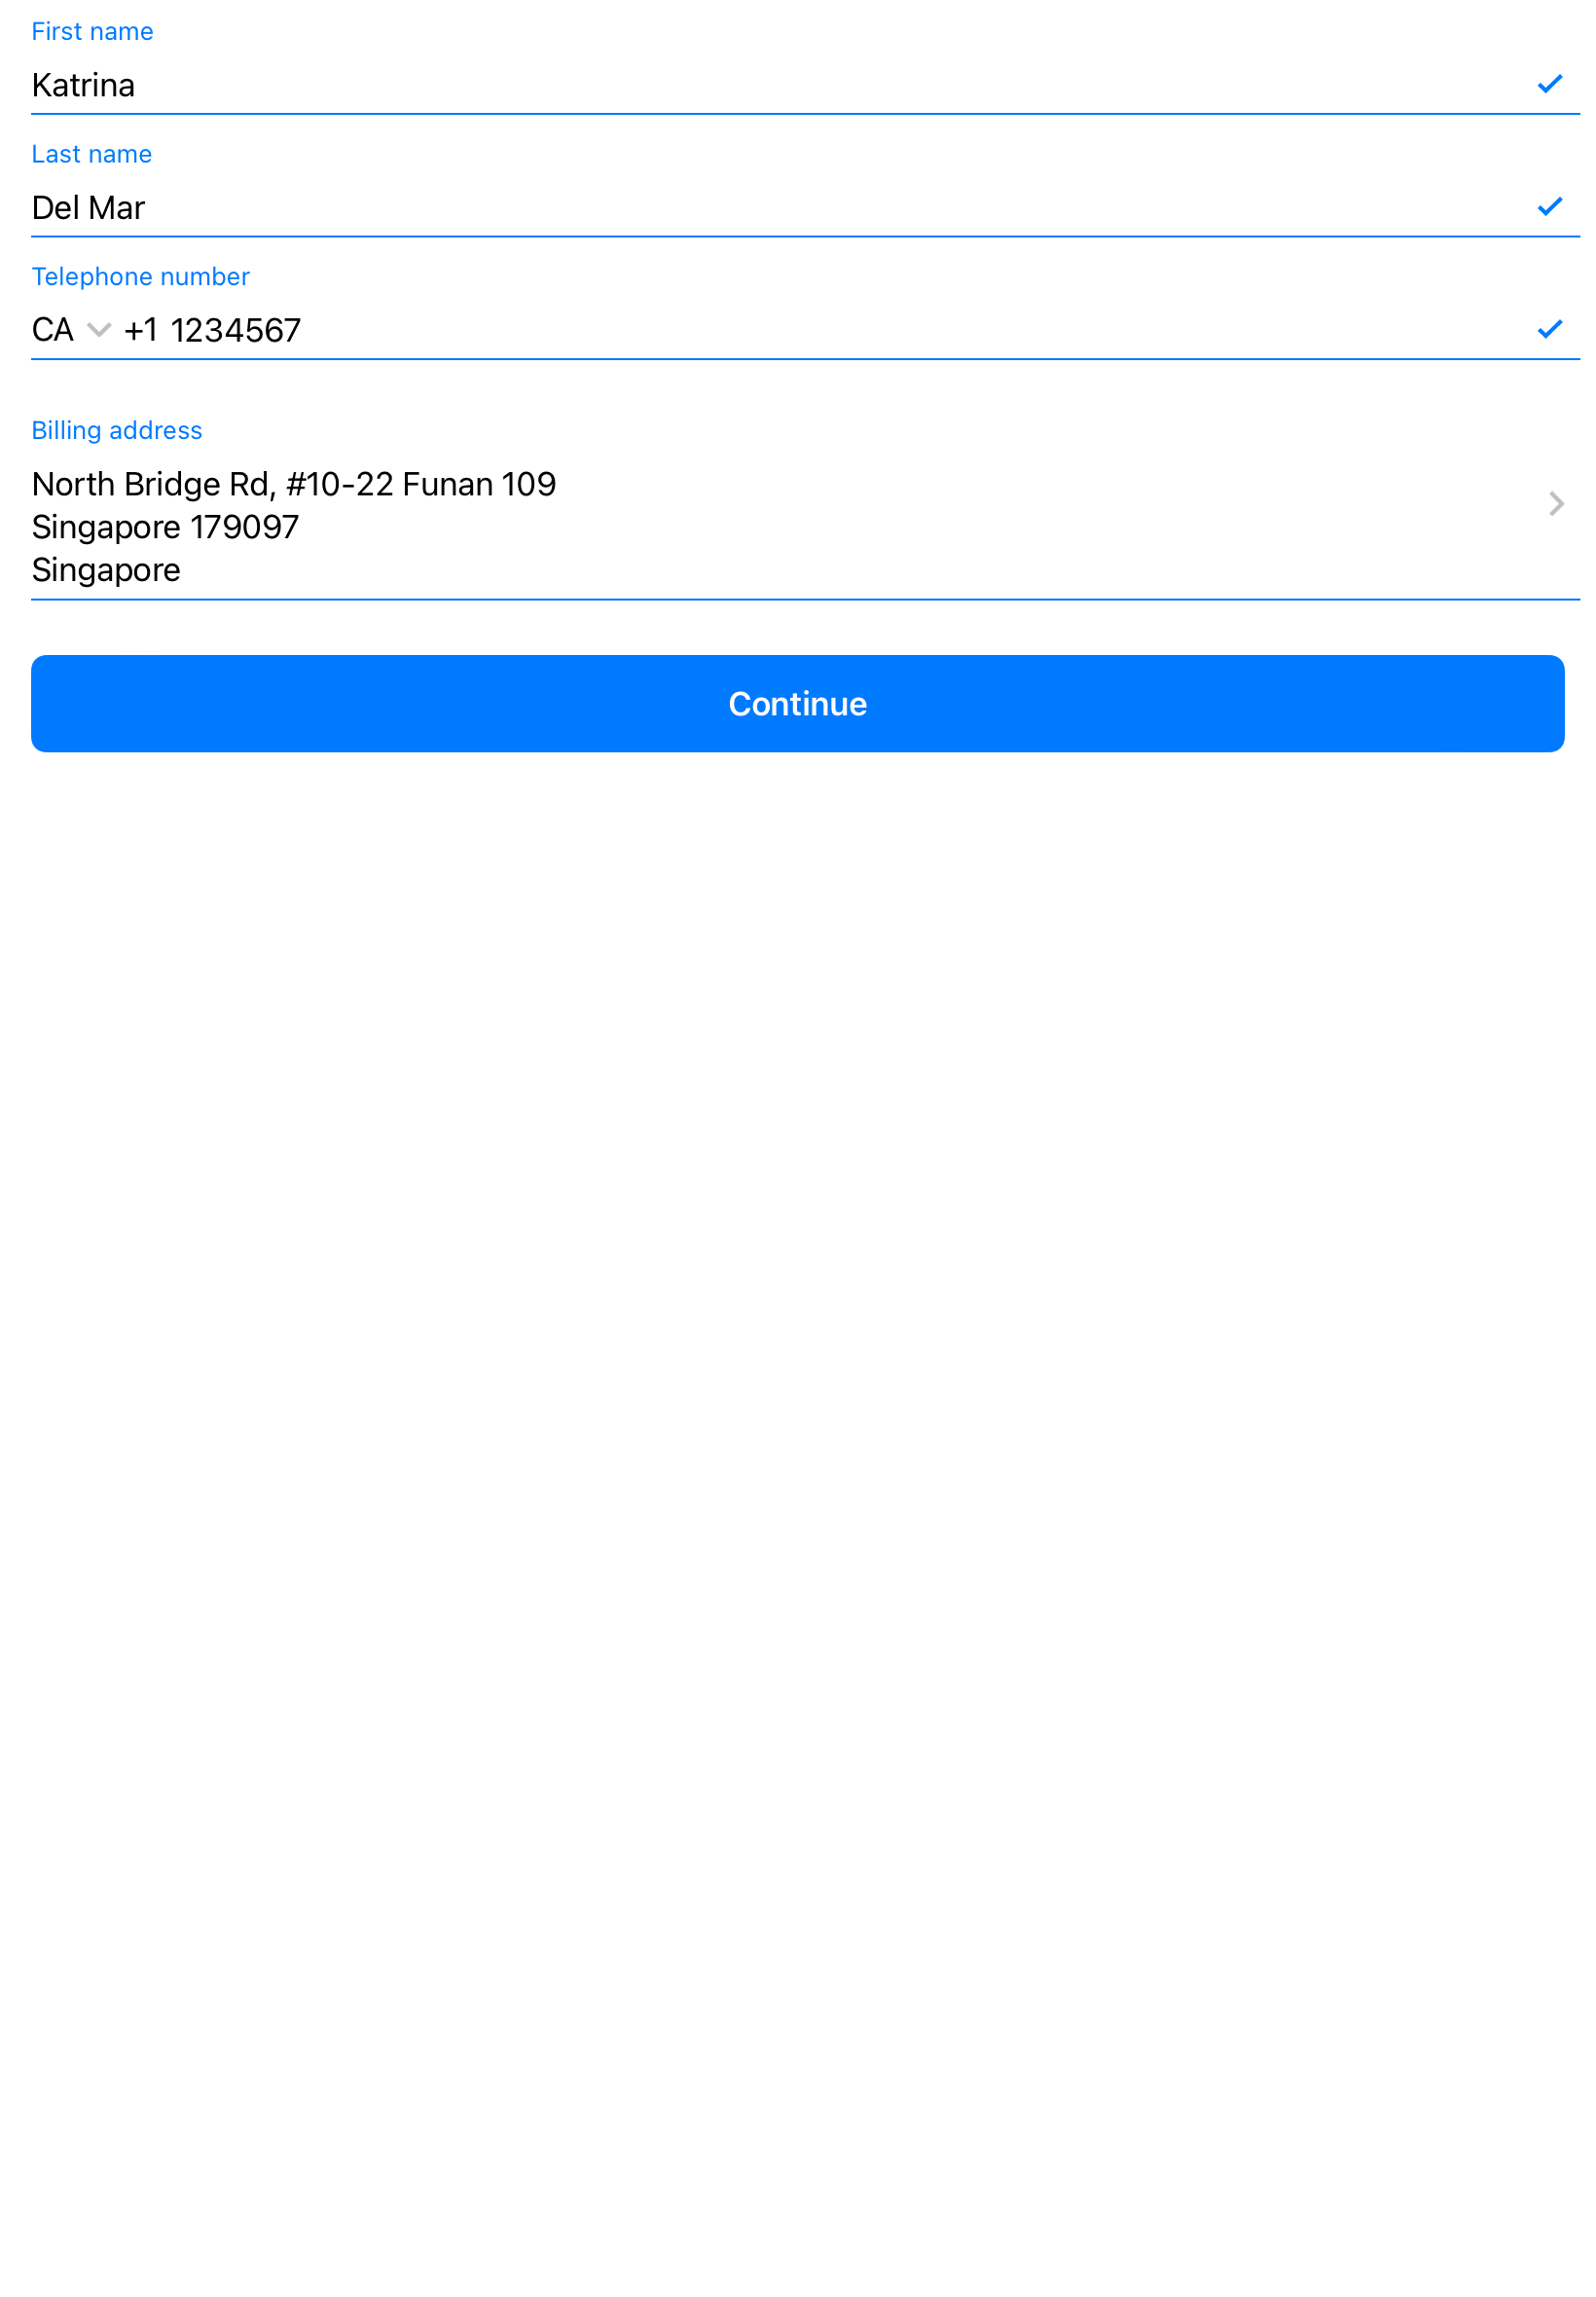 First name
Katrina
Last name
Del Mar
Telephone number
CA +1 1234567
Billing address
North Bridge Rd, #10-22 Funan 109
Singapore 179097
Singapore
Continue